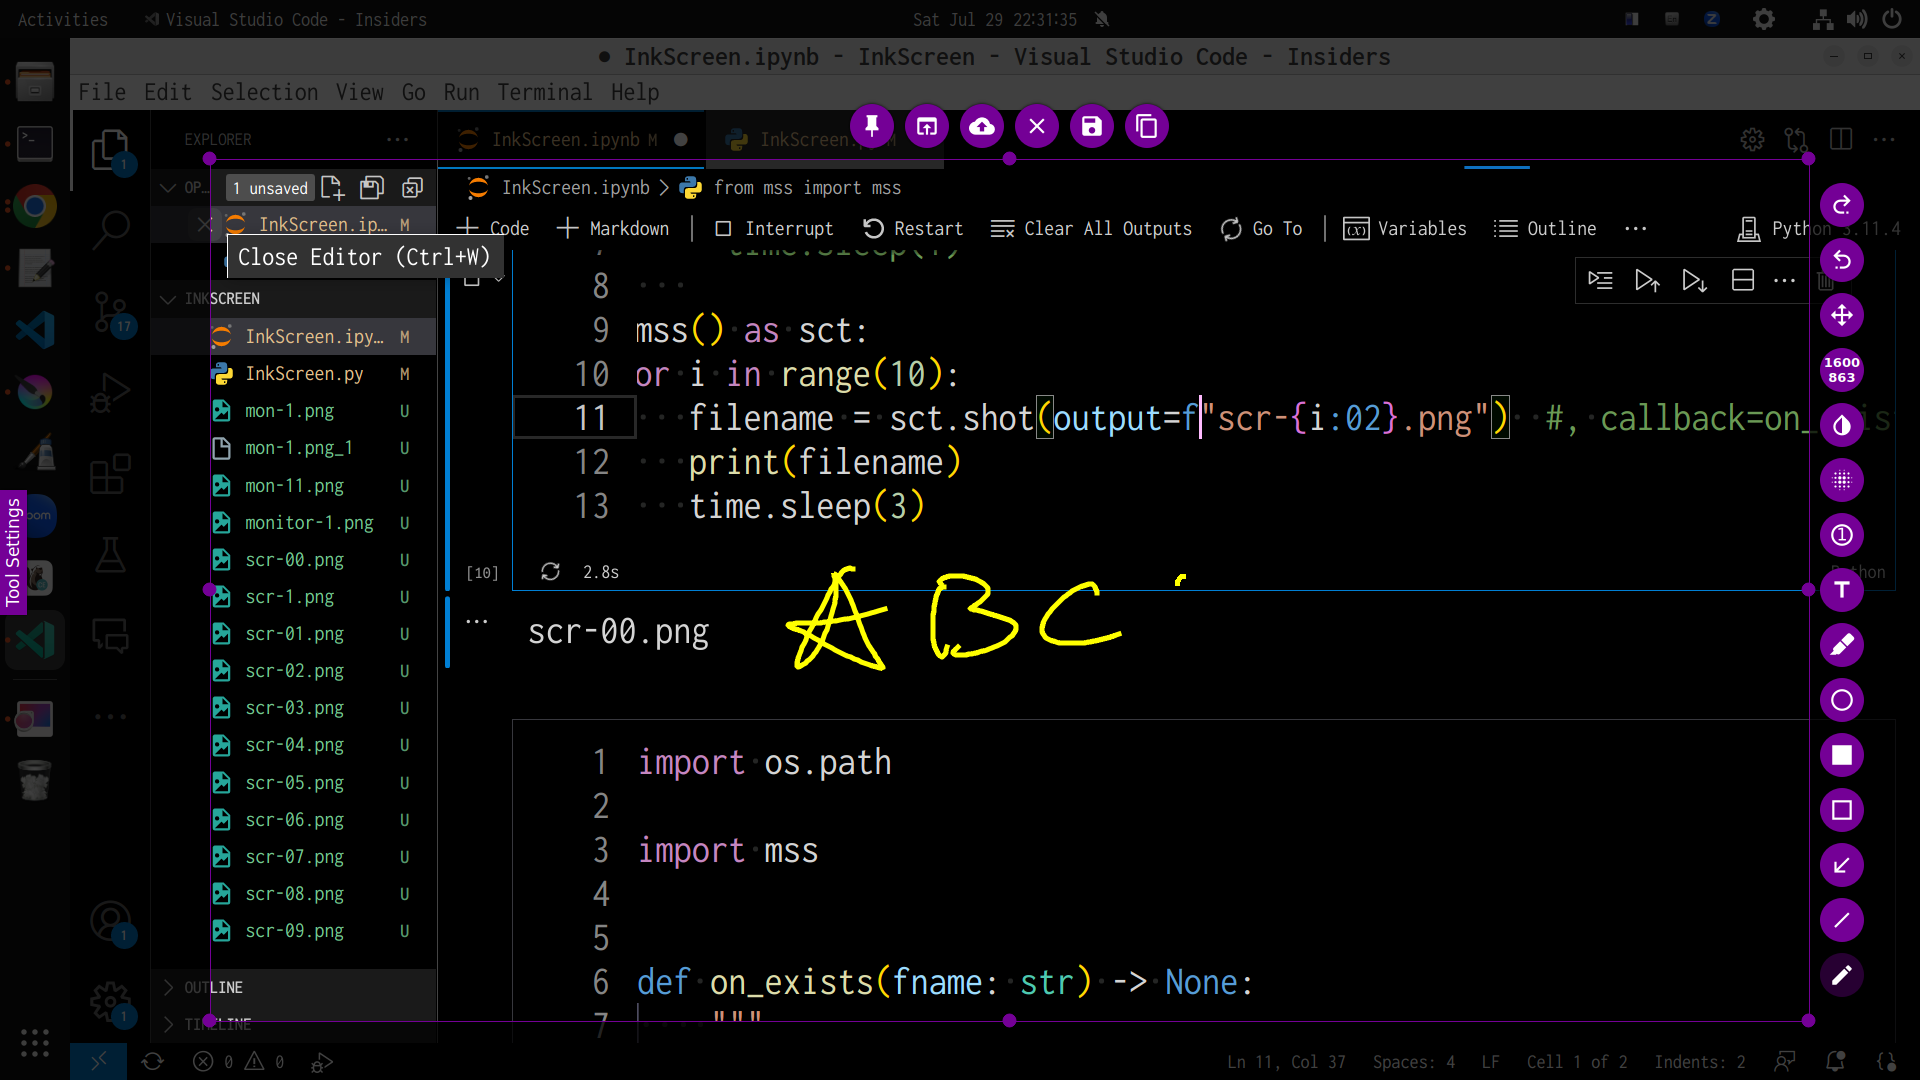 Activities
Visual Studio Code - Insiders
Sat Jul 29 22:31:35
● InkScreen.ipynb - InkScreen - Visual Studio Code - Insiders
File Edit Selection View Go Run Terminal Help
EXPLORER
InkScreen.ipynb M ●
1 unsaved
InkScreen.ip… M
Close Editor (Ctrl+W)
INKSCREEN
InkScreen.ipy… M
InkScreen.py M
mon-1.png U
mon-1.png_1 U
mon-11.png U
monitor-1.png U
scr-00.png U
scr-1.png U
scr-01.png U
scr-02.png U
scr-03.png U
scr-04.png U
scr-05.png U
scr-06.png U
scr-07.png U
scr-08.png U
scr-09.png U
OUTLINE
TIMELINE
InkScreen.ipynb > from mss import mss
Code Markdown Interrupt Restart Clear All Outputs Go To Variables Outline ··· Python 3.11.4
7 time.sleep(1)
8
9 mss() as sct:
10 or i in range(10):
11 filename = sct.shot(output=f"scr-{i:02}.png") #, callback=on_
12 print(filename)
13 time.sleep(3)
[10] 2.8s
Python
scr-00.png
A B C
1 import os.path
2
3 import mss
4
5
6 def on_exists(fname: str) -> None:
7 """
1600
863
1
T
Tool Settings
1
17
1
1
0 0
Ln 11, Col 37 Spaces: 4 LF Cell 1 of 2 Indents: 2